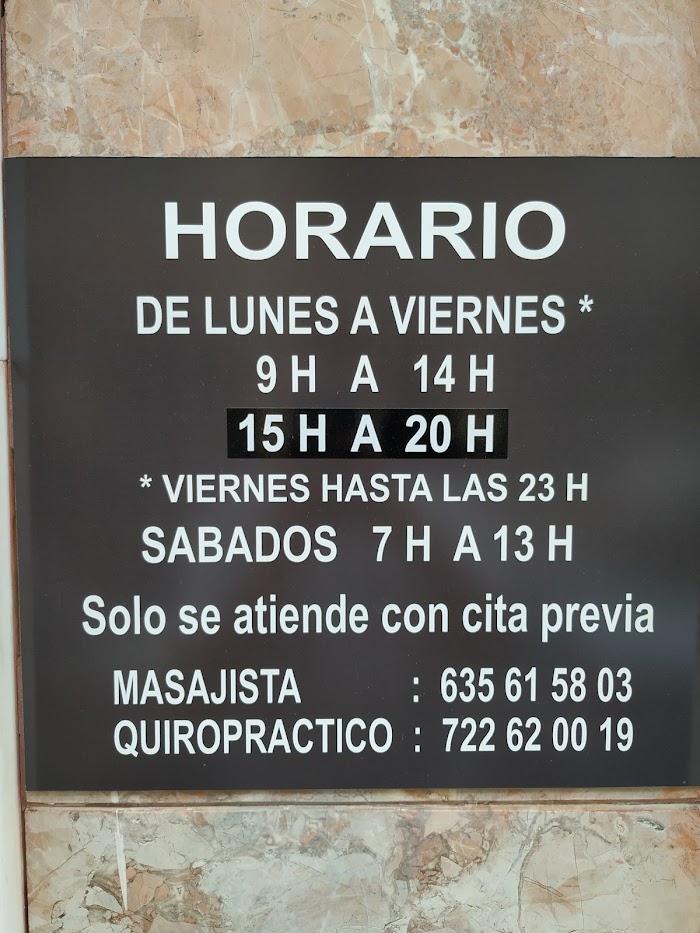 HORARIO
DE LUNES A VIERNES *
9 H A 14 H
15 H A 20 H
* VIERNES HASTA LAS 23 H
SABADOS 7 H A 13 H
Solo se atiende con cita previa
MASAJISTA : 635 61 58 03
QUIROPRACTICO : 722 62 00 19